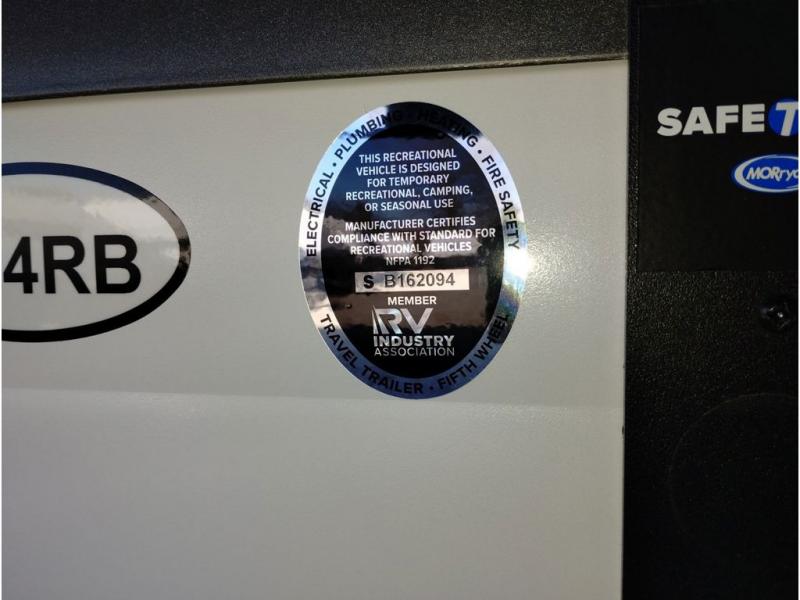 4RB
ELECTRICAL • PLUMBING • HEATING • FIRE SAFETY
THIS RECREATIONAL
VEHICLE IS DESIGNED
FOR TEMPORARY
RECREATIONAL, CAMPING,
OR SEASONAL USE
MANUFACTURER CERTIFIES
COMPLIANCE WITH STANDARD FOR
RECREATIONAL VEHICLES
NFPA 1192
S B162094
MEMBER
RV
INDUSTRY
ASSOCIATION
TRAVEL TRAILER • FIFTH WHEEL
SAFE T
MORryd